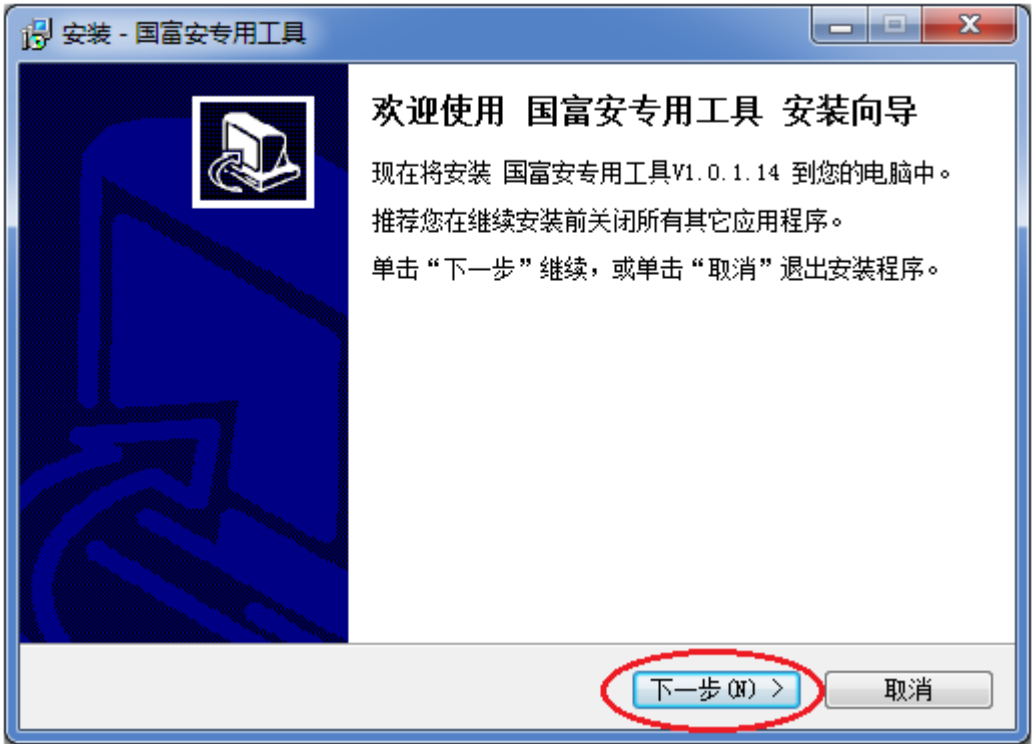 安装 - 国富安专用工具
欢迎使用 国富安专用工具 安装向导
现在将安装 国富安专用工具V1.0.1.14 到您的电脑中。
推荐您在继续安装前关闭所有其它应用程序。
单击“下一步”继续，或单击“取消”退出安装程序。
下一步(N) >
取消